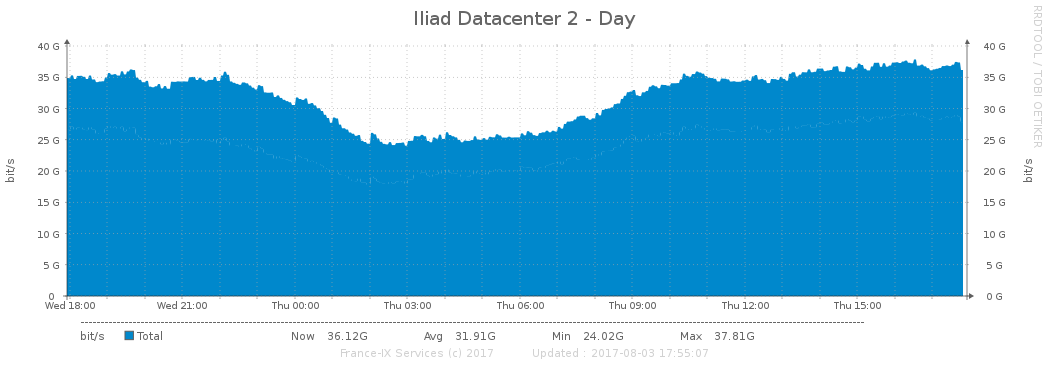 Iliad Datacenter 2 - Day
RRDTOOL / TOBI OETIKER
40 G 40 G
35 G 35 G
30 G 30 G
25 G 25 G
20 G 20 G
15 G 15 G
10 G 10 G
5 G 5 G
0 0 G
bit/s
bit/s
Wed 18:00 Wed 21:00 Thu 00:00 Thu 03:00 Thu 06:00 Thu 09:00 Thu 12:00 Thu 15:00
bit/s Total Now 36.12G Avg 31.91G Min 24.02G Max 37.81G
France-IX Services (c) 2017 Updated : 2017-08-03 17:55:07